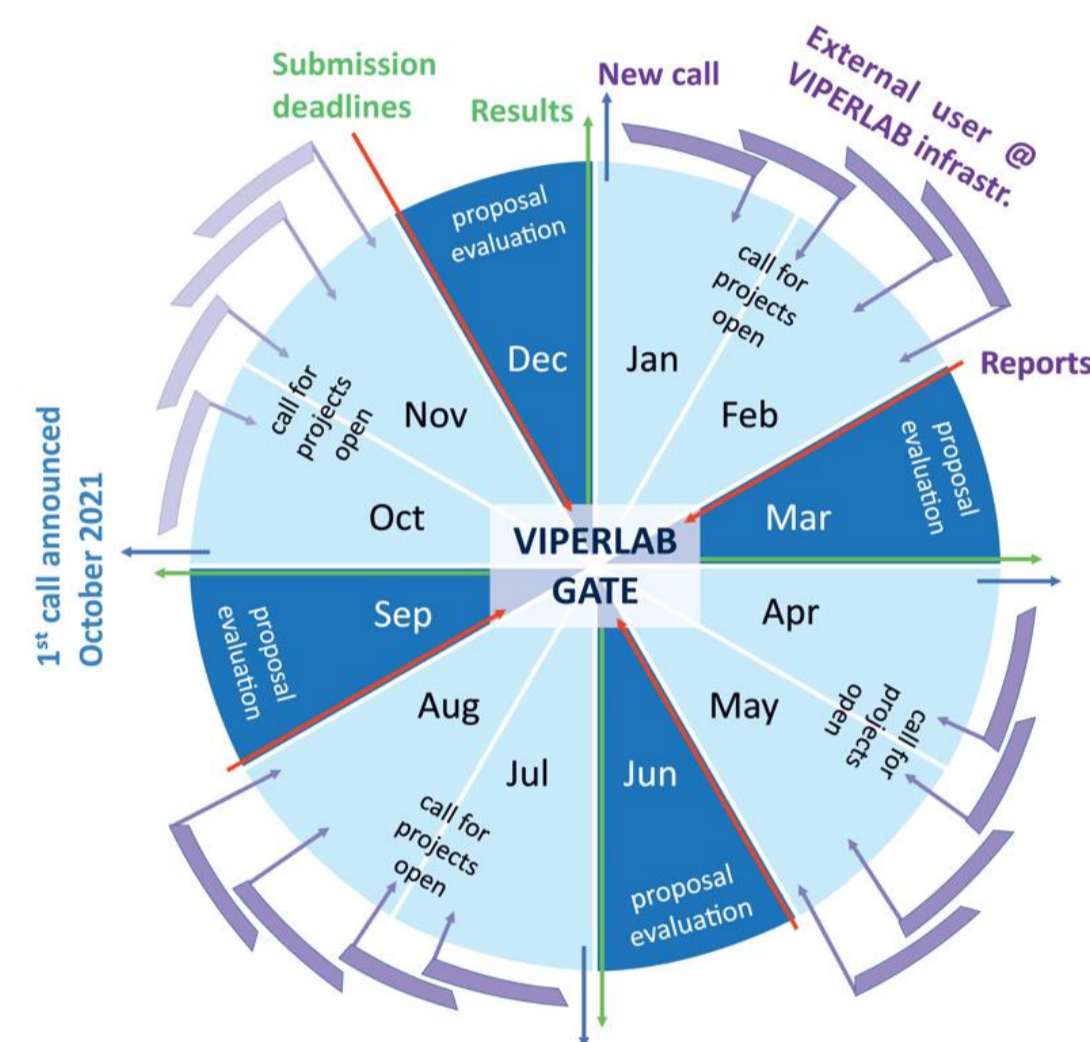 Submission
deadlines
Results
New call
External user @
VIPERLAB infrastr.
proposal
evaluation
Dec
Jan
call for
projects
open
Feb
Reports
proposal
evaluation
Mar
Nov
call for
projects
open
Oct
1st call announced
October 2021
VIPERLAB
GATE
Sep
proposal
evaluation
Apr
May
call for
projects
open
Aug
Jul
call for
projects
open
Jun
proposal
evaluation